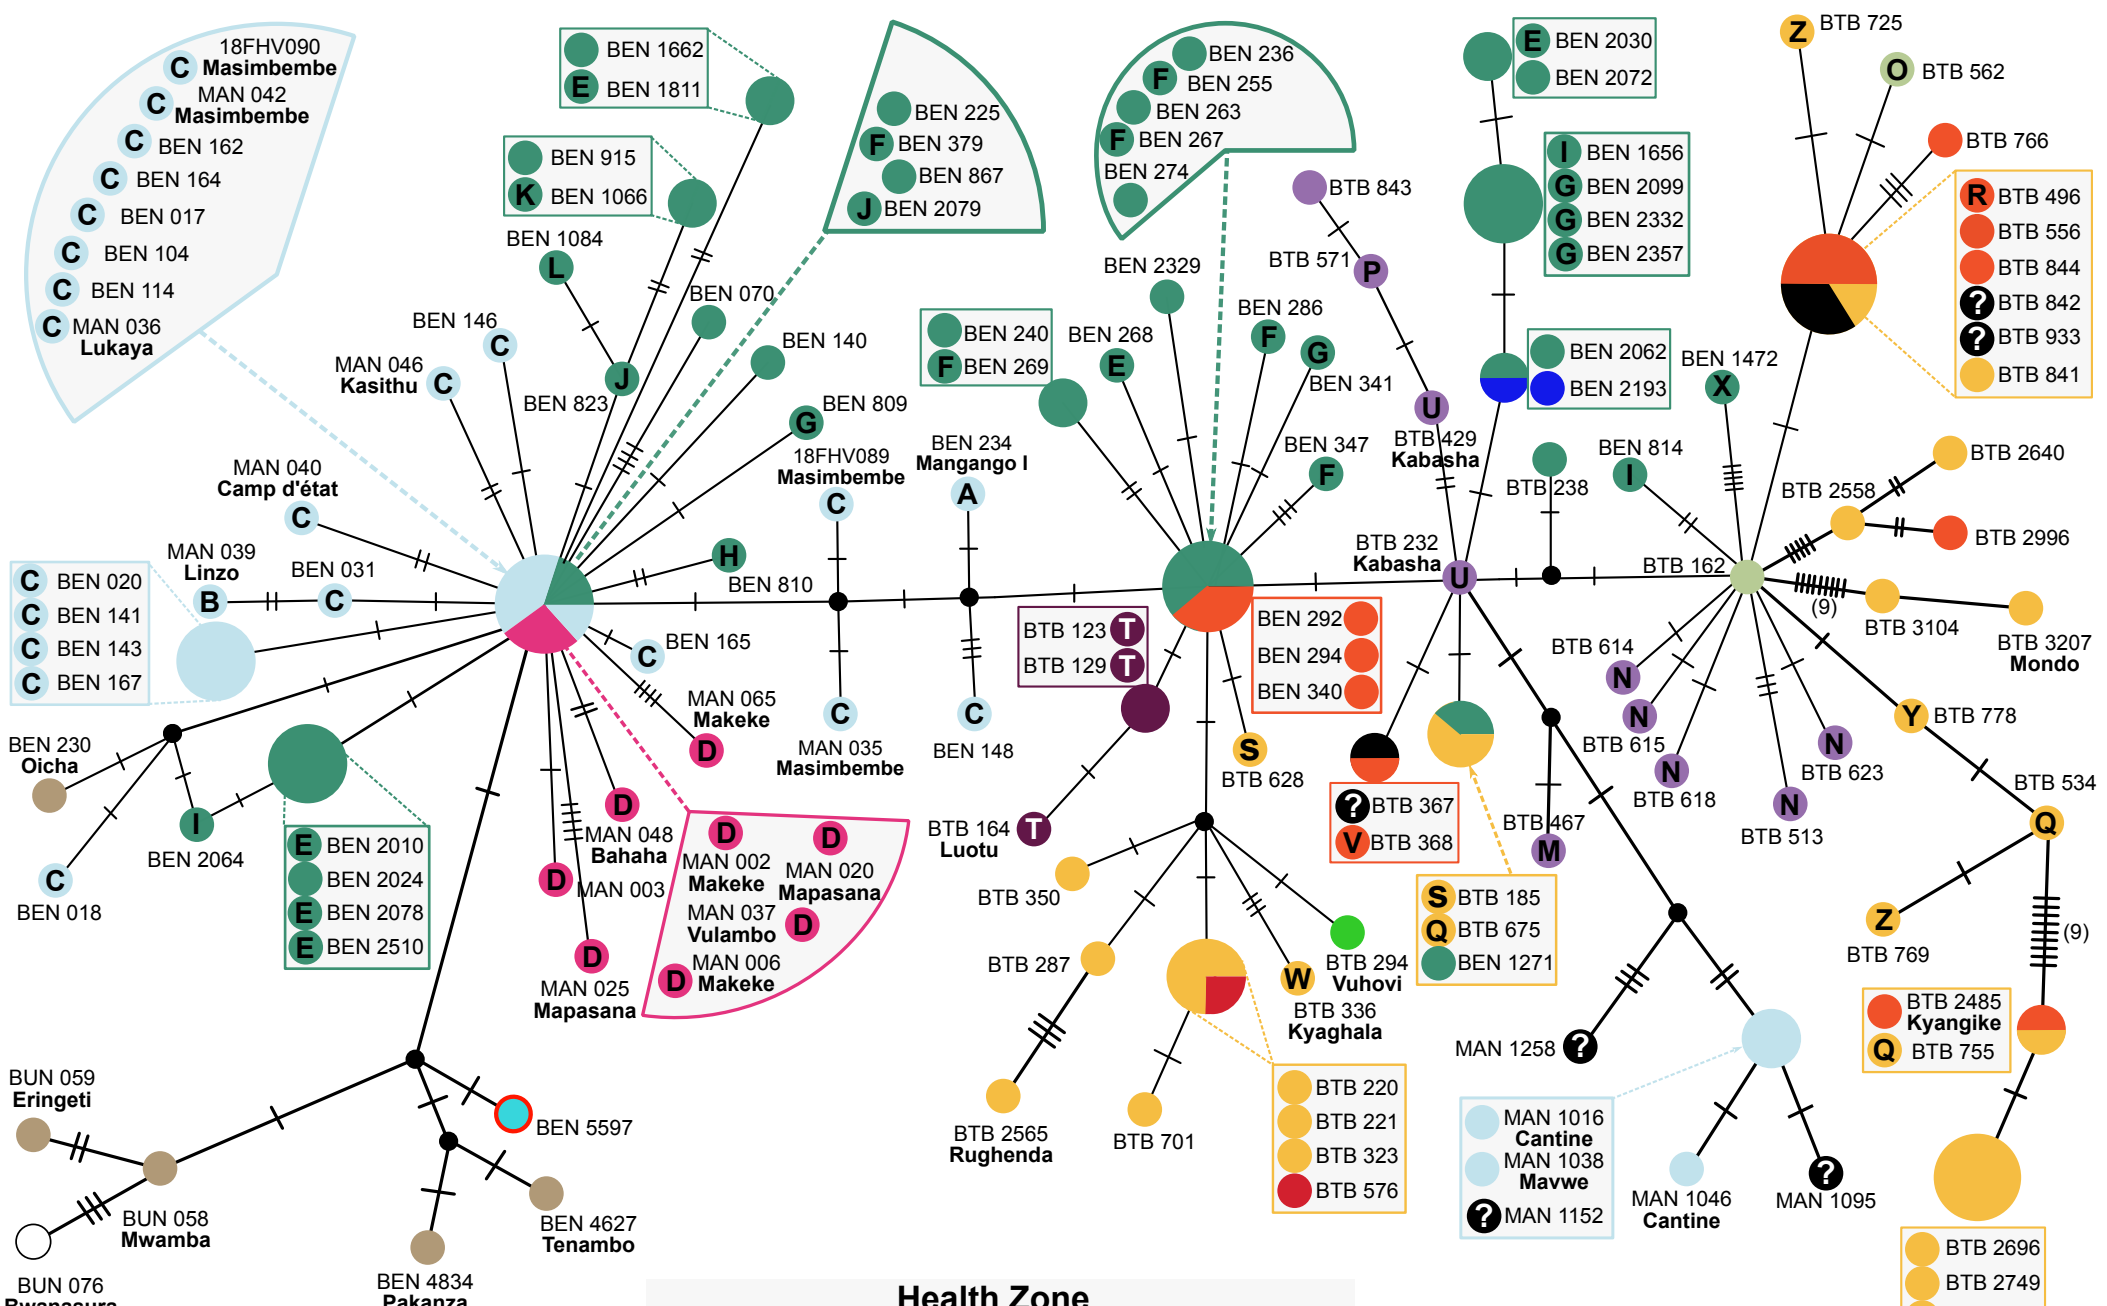 C 18FHV090
Masimbembe
C MAN 042
Masimbembe
C BEN 162
C BEN 164
C BEN 017
C BEN 104
C BEN 114
C MAN 036
Lukaya
BEN 1662
E BEN 1811
BEN 915
K BEN 1066
BEN 1084
L
BEN 225
F BEN 379
BEN 867
J BEN 2079
BEN 236
F BEN 255
BEN 263
F BEN 267
BEN 274
E BEN 2030
BEN 2072
I BEN 1656
G BEN 2099
G BEN 2332
G BEN 2357
Z BTB 725
O BTB 562
BTB 766
R BTB 496
BTB 556
BTB 844
? BTB 842
? BTB 933
BTB 841
BTB 843
BTB 571 P
BEN 2329
BEN 070
BEN 146 C
MAN 046
Kasithu C
BEN 823 J
BEN 140
G BEN 809
BEN 240
F BEN 269
BEN 268
E
BEN 286
F
G
BEN 341
BEN 347
F
U
BTB 429
Kabasha
BEN 2062
BEN 2193
BTB 238
BEN 1472
X
BEN 814
I
BTB 2640
BTB 2558
BTB 2996
MAN 040
Camp d'état
C
18FHV089
Masimbembe
C
BEN 234
Mangango I
A
MAN 039
Linzo
B
BEN 031
C
C BEN 020
C BEN 141
C BEN 143
C BEN 167
H
BEN 810
BTB 232
Kabasha
U
BTB 162
(9)
BTB 3104
BTB 3207
Mondo
BTB 123 T
BTB 129 T
BEN 292
BEN 294
BEN 340
C BEN 165
MAN 065
Makeke
D
C
MAN 035
Masimbembe
C
BEN 148
S
BTB 628
BTB 614
N
N
BTB 615
N
BTB 618
N
BTB 513
N
BTB 623
Y BTB 778
BTB 534
Q
BEN 230
Oicha
I
BEN 2064
C
BEN 018
E BEN 2010
BEN 2024
E BEN 2078
E BEN 2510
D
MAN 048
Bahaha
D MAN 003
D
MAN 025
Mapasana
D
MAN 002
Makeke
D
MAN 020
Mapasana
MAN 037
Vulambo D
D MAN 006
Makeke
BTB 164
Luotu
T
BTB 350
BTB 287
BTB 2565
Rughenda
BTB 701
W
BTB 336
Kyaghala
BTB 294
Vuhovi
BTB 220
BTB 221
BTB 323
BTB 576
? BTB 367
V BTB 368
S BTB 185
Q BTB 675
BEN 1271
BTB 467
M
MAN 1258 ?
MAN 1016
Cantine
MAN 1038
Mavwe
? MAN 1152
MAN 1046
Cantine
?
MAN 1095
Z
BTB 769
(9)
BTB 2485
Kyangike
Q BTB 755
BTB 2696
BTB 2749
BUN 059
Eringeti
BUN 058
Mwamba
BUN 076
BEN 5597
BEN 4627
Tenambo
BEN 4834
Pakanza
Health Zone